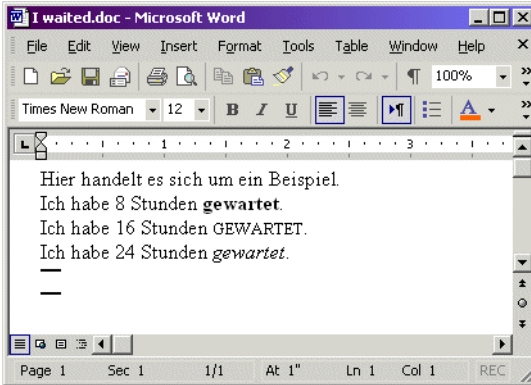 I waited.doc - Microsoft Word
File Edit View Insert Format Tools Table Window Help
100%
Times New Roman 12 B I U A
1 2 3
Hier handelt es sich um ein Beispiel.
Ich habe 8 Stunden gewartet.
Ich habe 16 Stunden GEWARTET.
Ich habe 24 Stunden gewartet.
Page 1 Sec 1 1/1 At 1" Ln 1 Col 1 REC